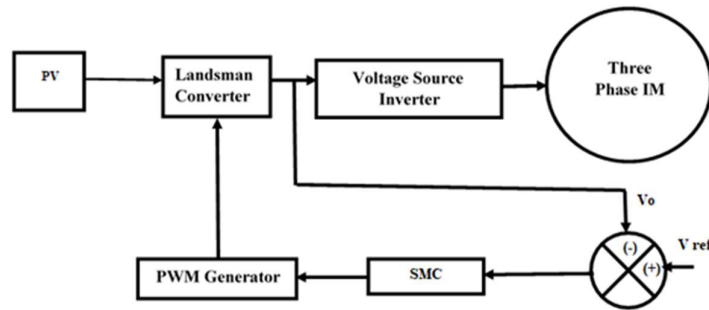 PV
Landsman
Converter
Voltage Source
Inverter
Three
Phase IM
Vo
V ref
(-)
(+)
PWM Generator
SMC